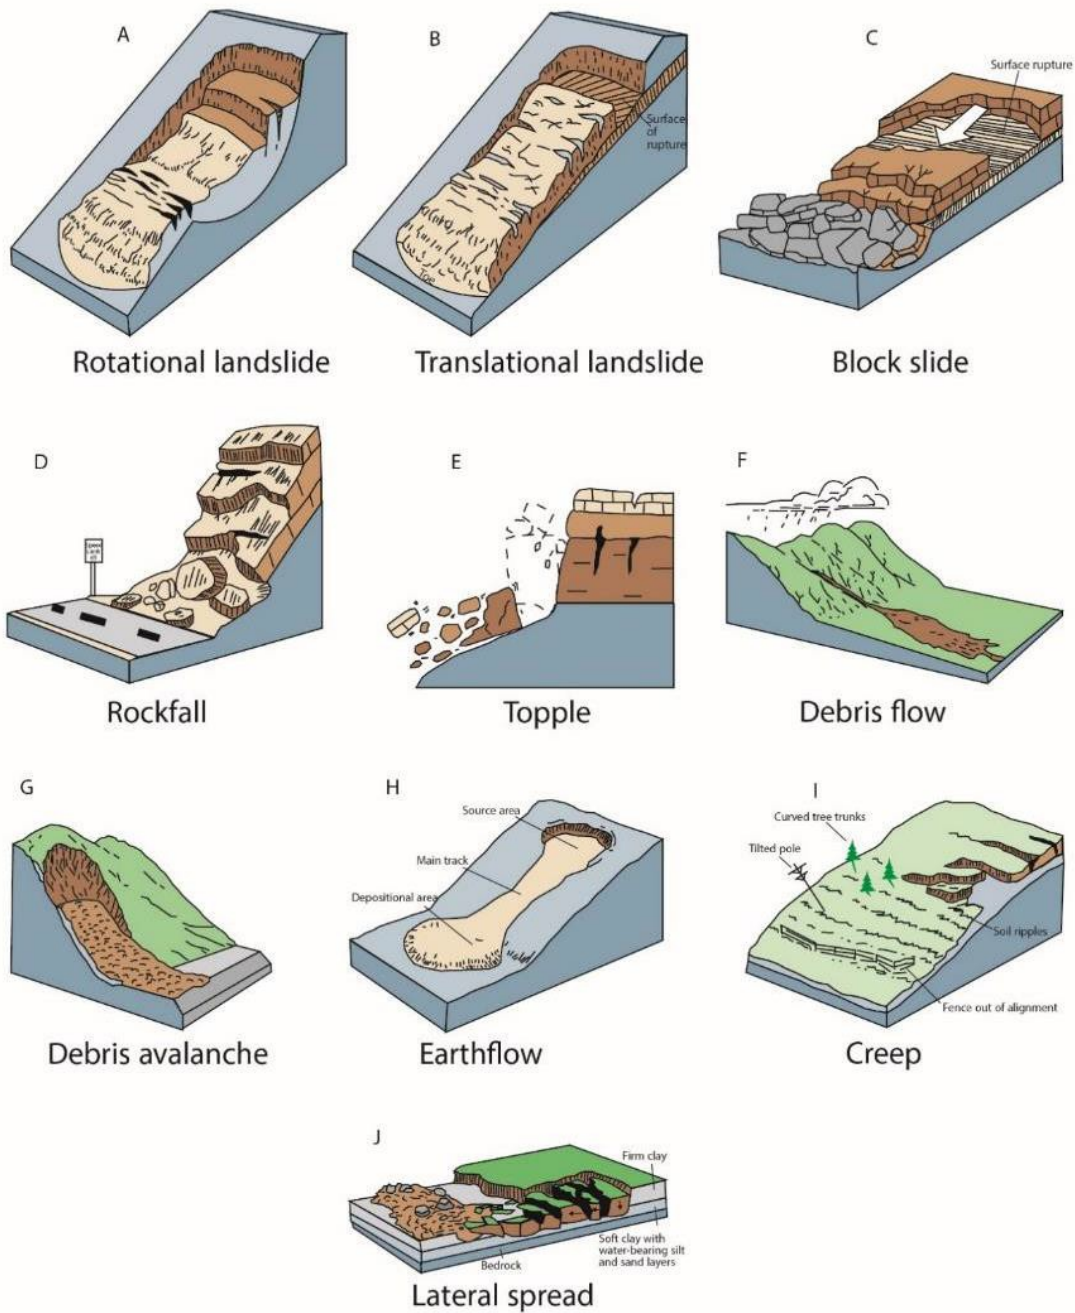 A
B
C
Surface rupture
Surface
of
rupture
Toe
Rotational landslide
Translational landslide
Block slide
D
E
F
Rockfall
Topple
Debris flow
G
H
I
Source area
Main track
Depositional area
Curved tree trunks
Tilted pole
Soil ripples
Fence out of alignment
Debris avalanche
Earthflow
Creep
J
Firm clay
Soft clay with
water-bearing silt
and sand layers
Bedrock
Lateral spread